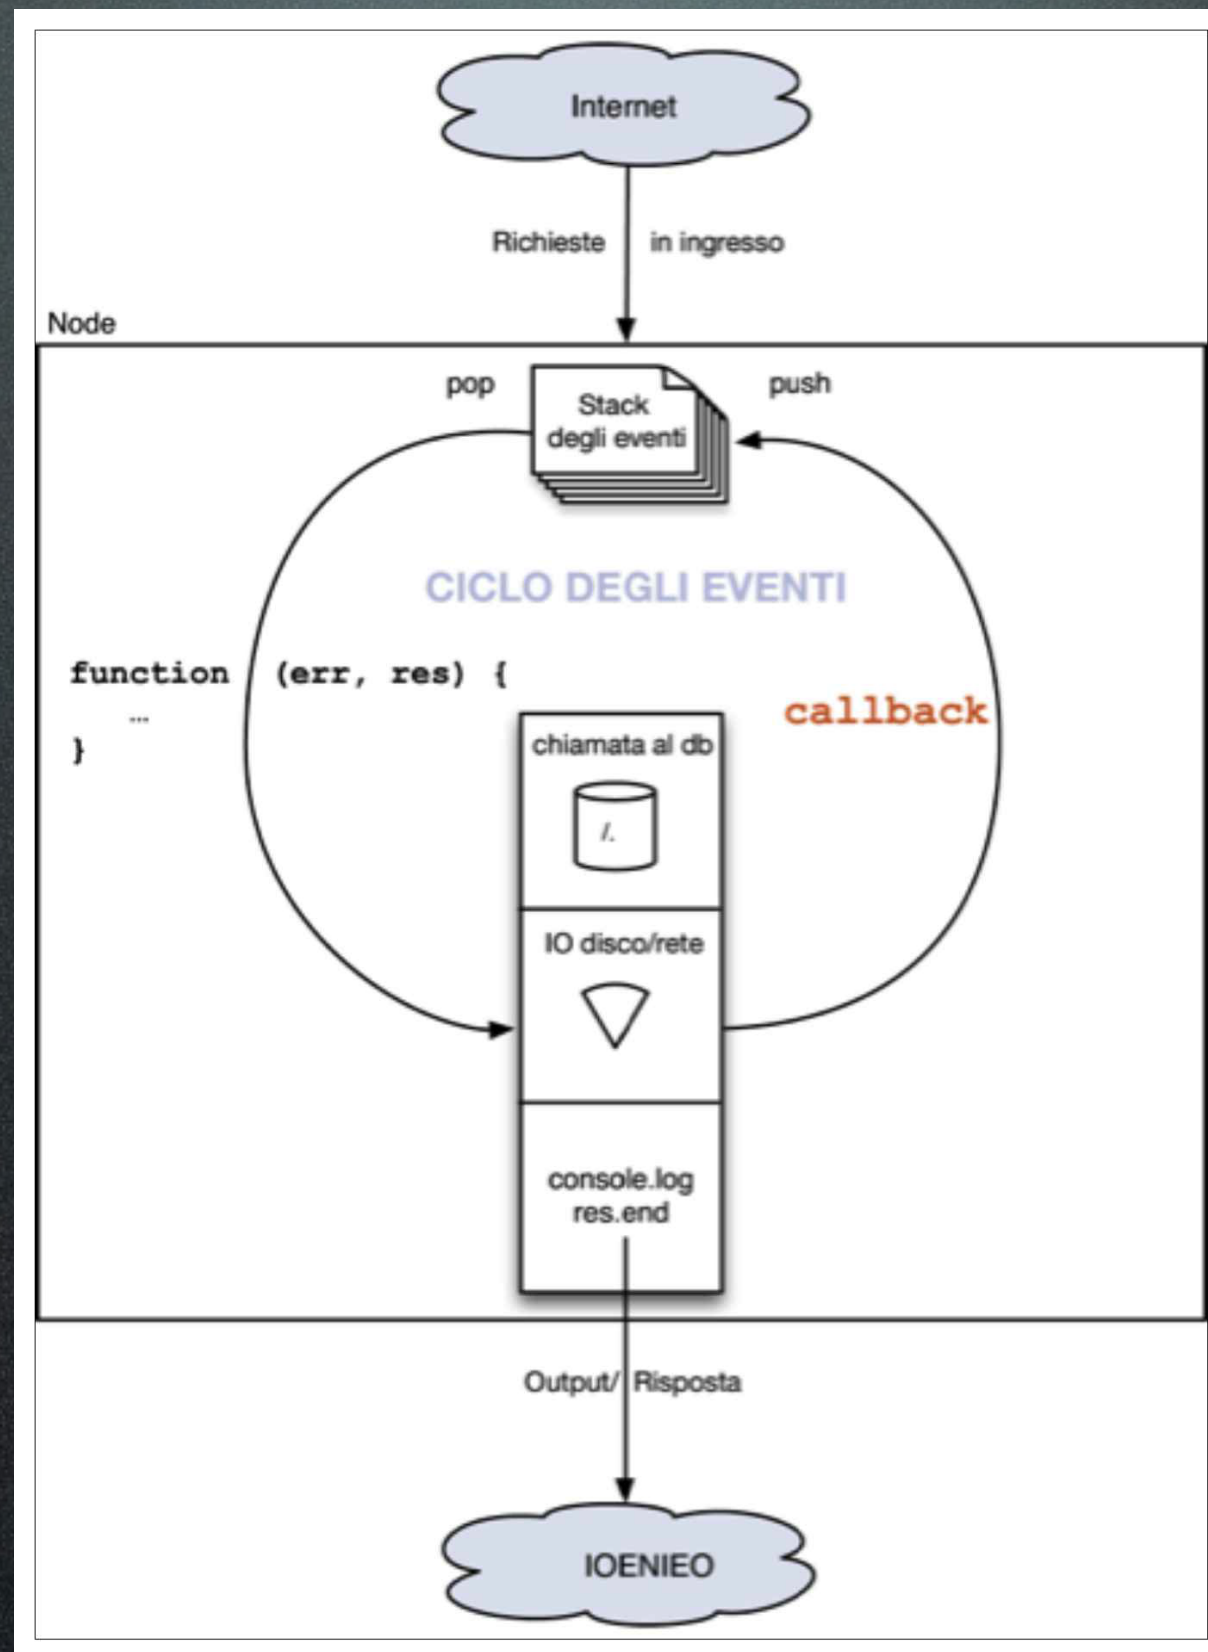 Internet
Richieste in ingresso
Node
pop
push
Stack
degli eventi
CICLO DEGLI EVENTI
function (err, res) {
...
}
callback
chiamata al db
/.
IO disco/rete
console.log
res.end
Output/ Risposta
IOENIEO